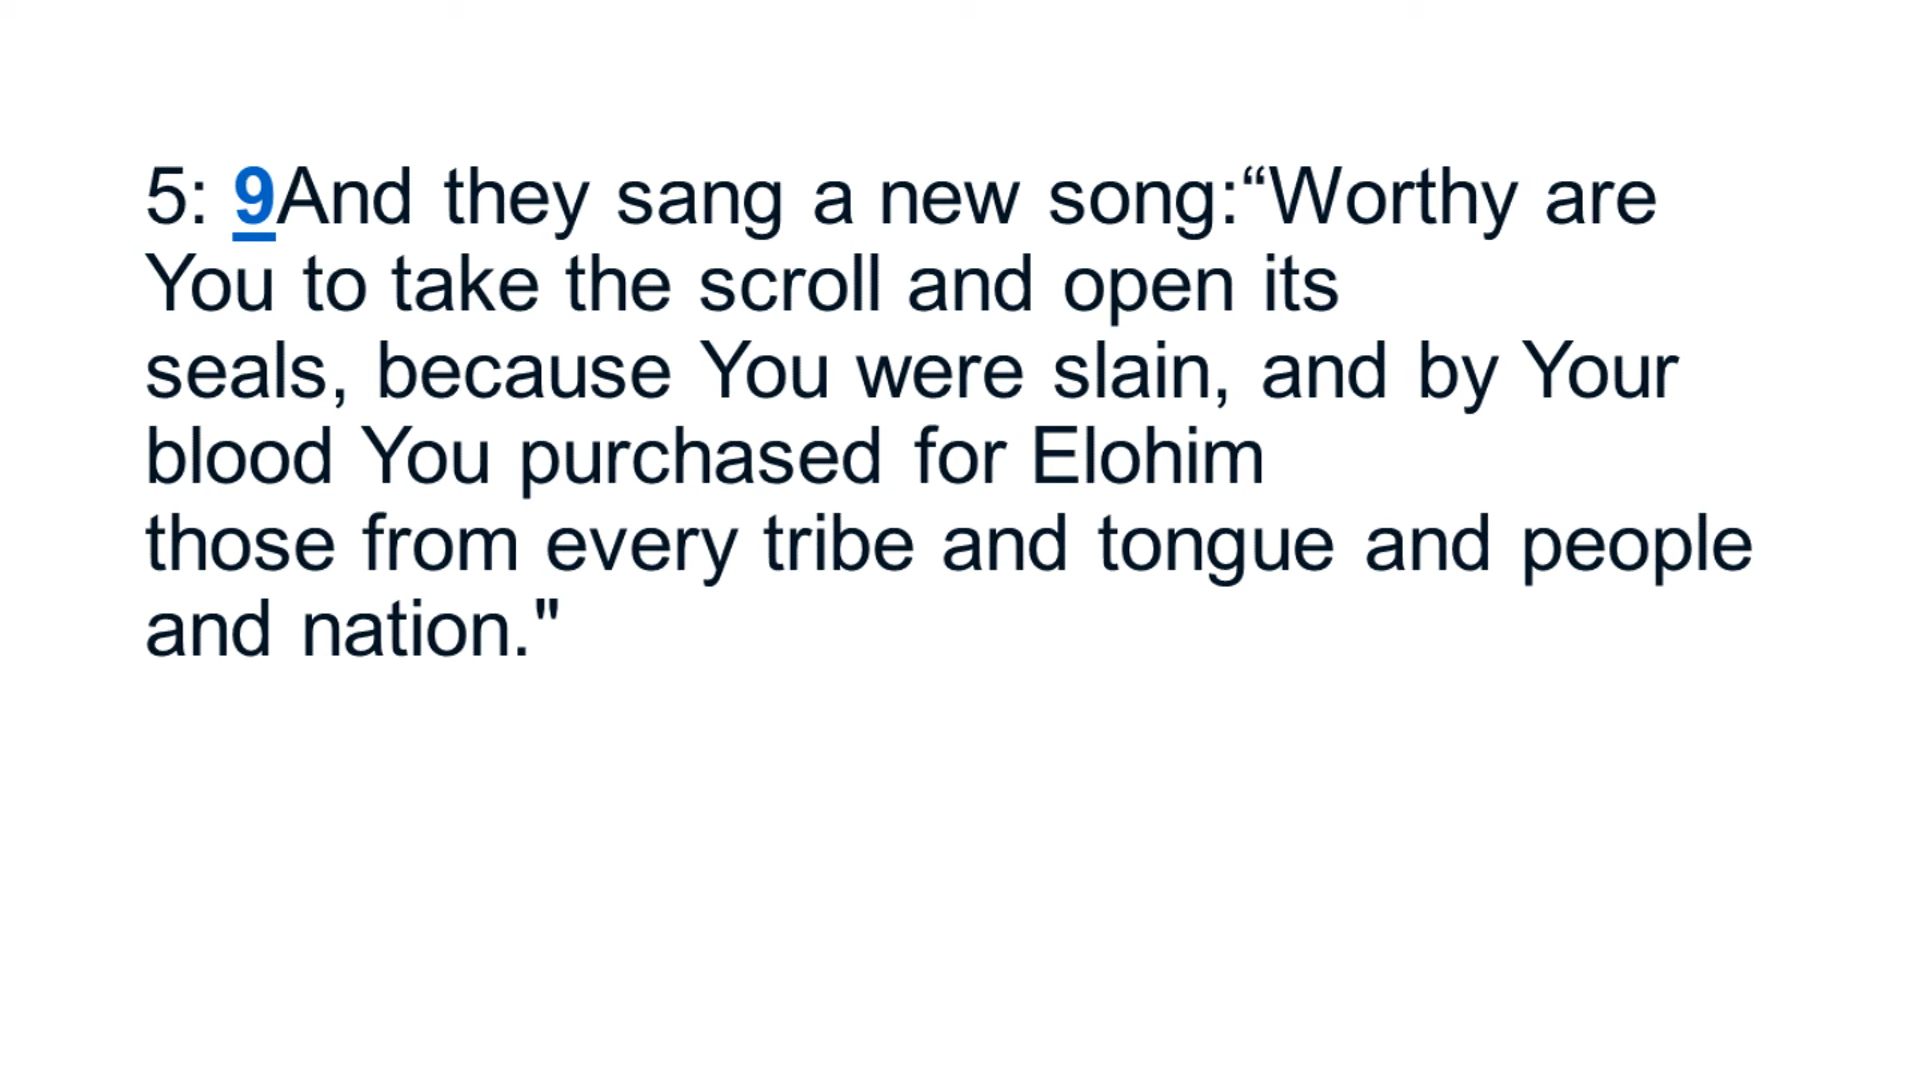 5: 9And they sang a new song:“Worthy are
You to take the scroll and open its
seals, because You were slain, and by Your
blood You purchased for Elohim
those from every tribe and tongue and people
and nation."